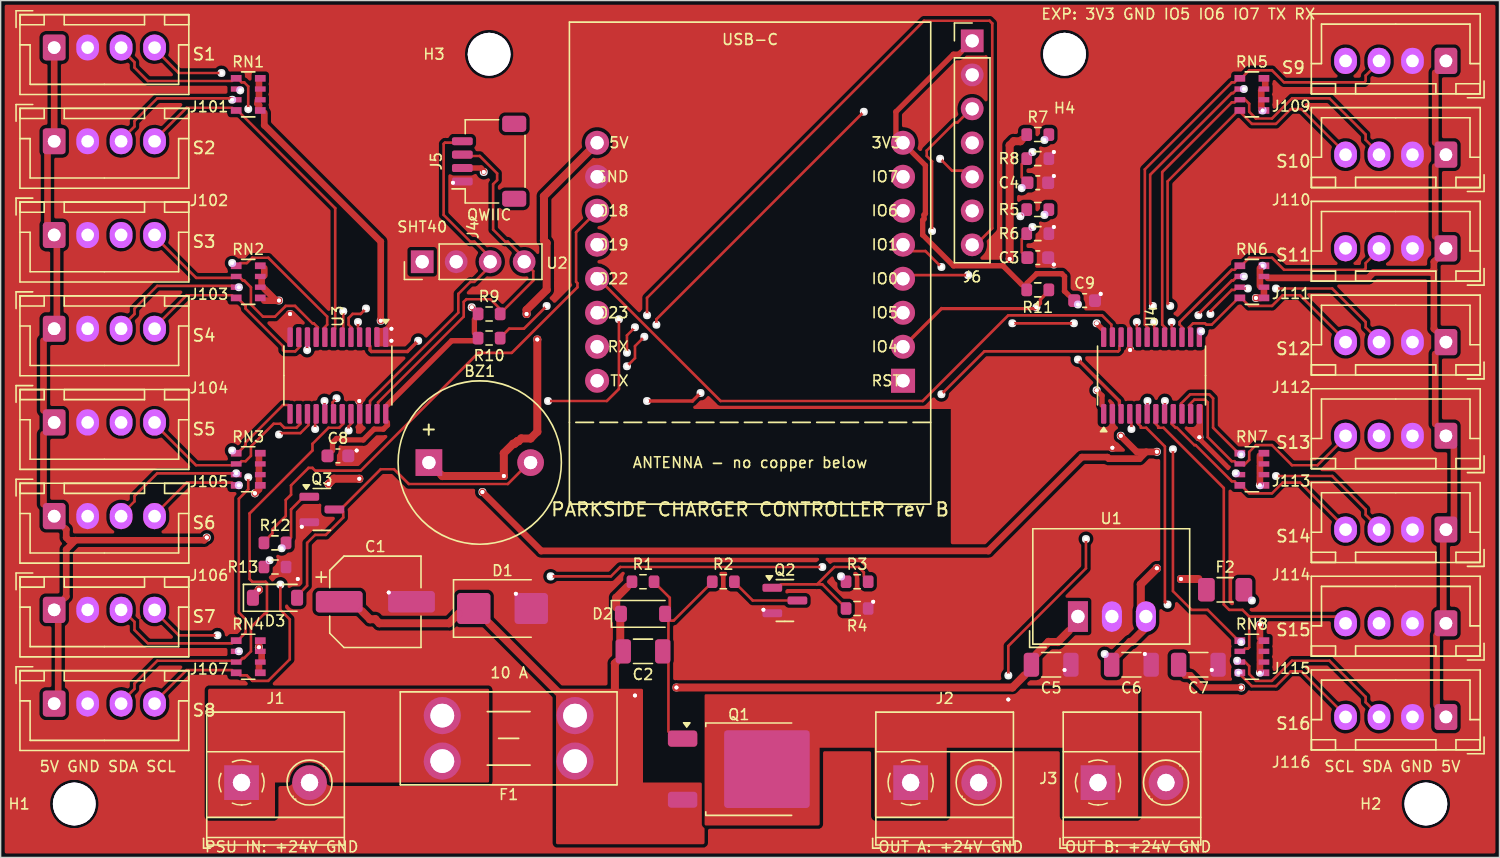 EXP: 3V3 GND IO5 IO6 IO7 TX RX
USB-C
H3
H4
S1
RN1
J101
S2
J102
S3
RN2
J103
S4
J104
S5
RN3
J105
S6
J106
S7
RN4
J107
S8
5V GND SDA SCL
H1
J5
QWIIC
SHT40
J4
U2
U3
R9
R10
BZ1
+
C8
Q3
R12
R13
D3
C1
+
D1
5V
GND
IO18
IO19
IO22
IO23
RX
TX
3V3
IO7
IO6
IO1
IO0
IO5
IO4
RST
J6
R7
R8
C4
R5
R6
C3
R11
C9
U4
ANTENNA - no copper below
PARKSIDE CHARGER CONTROLLER rev B
R1
R2
Q2
R3
R4
D2
C2
10 A
F1
J1
PSU IN: +24V GND
Q1
J2
OUT A: +24V GND
J3
OUT B: +24V GND
U1
F2
C5
C6
C7
S9
RN5
J109
S10
J110
S11
RN6
J111
S12
J112
S13
RN7
J113
S14
J114
S15
RN8
J115
S16
J116
SCL SDA GND 5V
H2